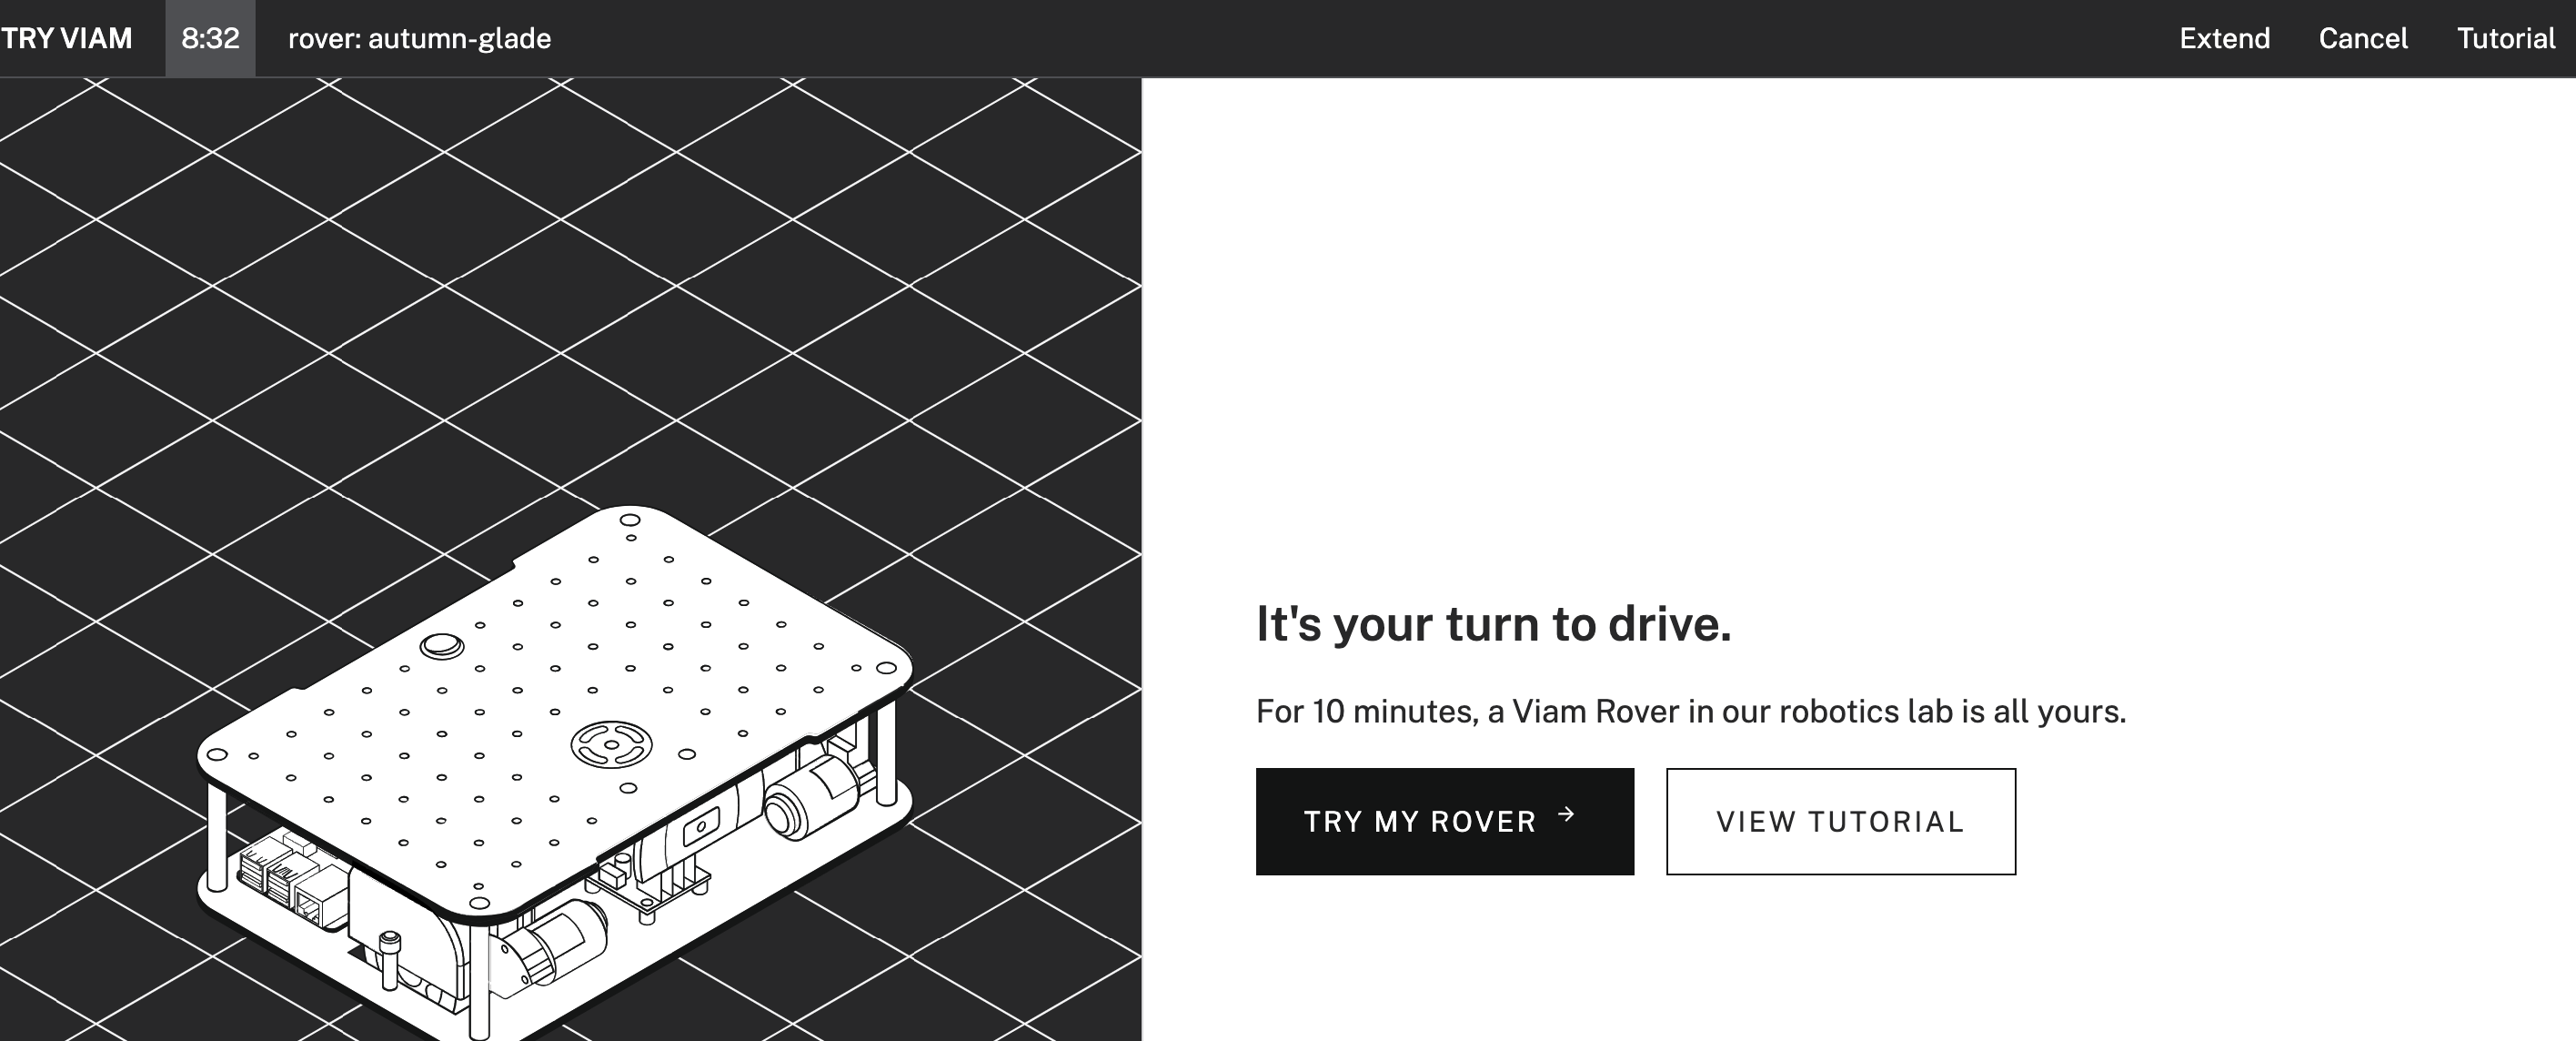 TRY VIAM 8:32 rover: autumn-glade Extend Cancel Tutorial
It's your turn to drive.
For 10 minutes, a Viam Rover in our robotics lab is all yours.
TRY MY ROVER → VIEW TUTORIAL